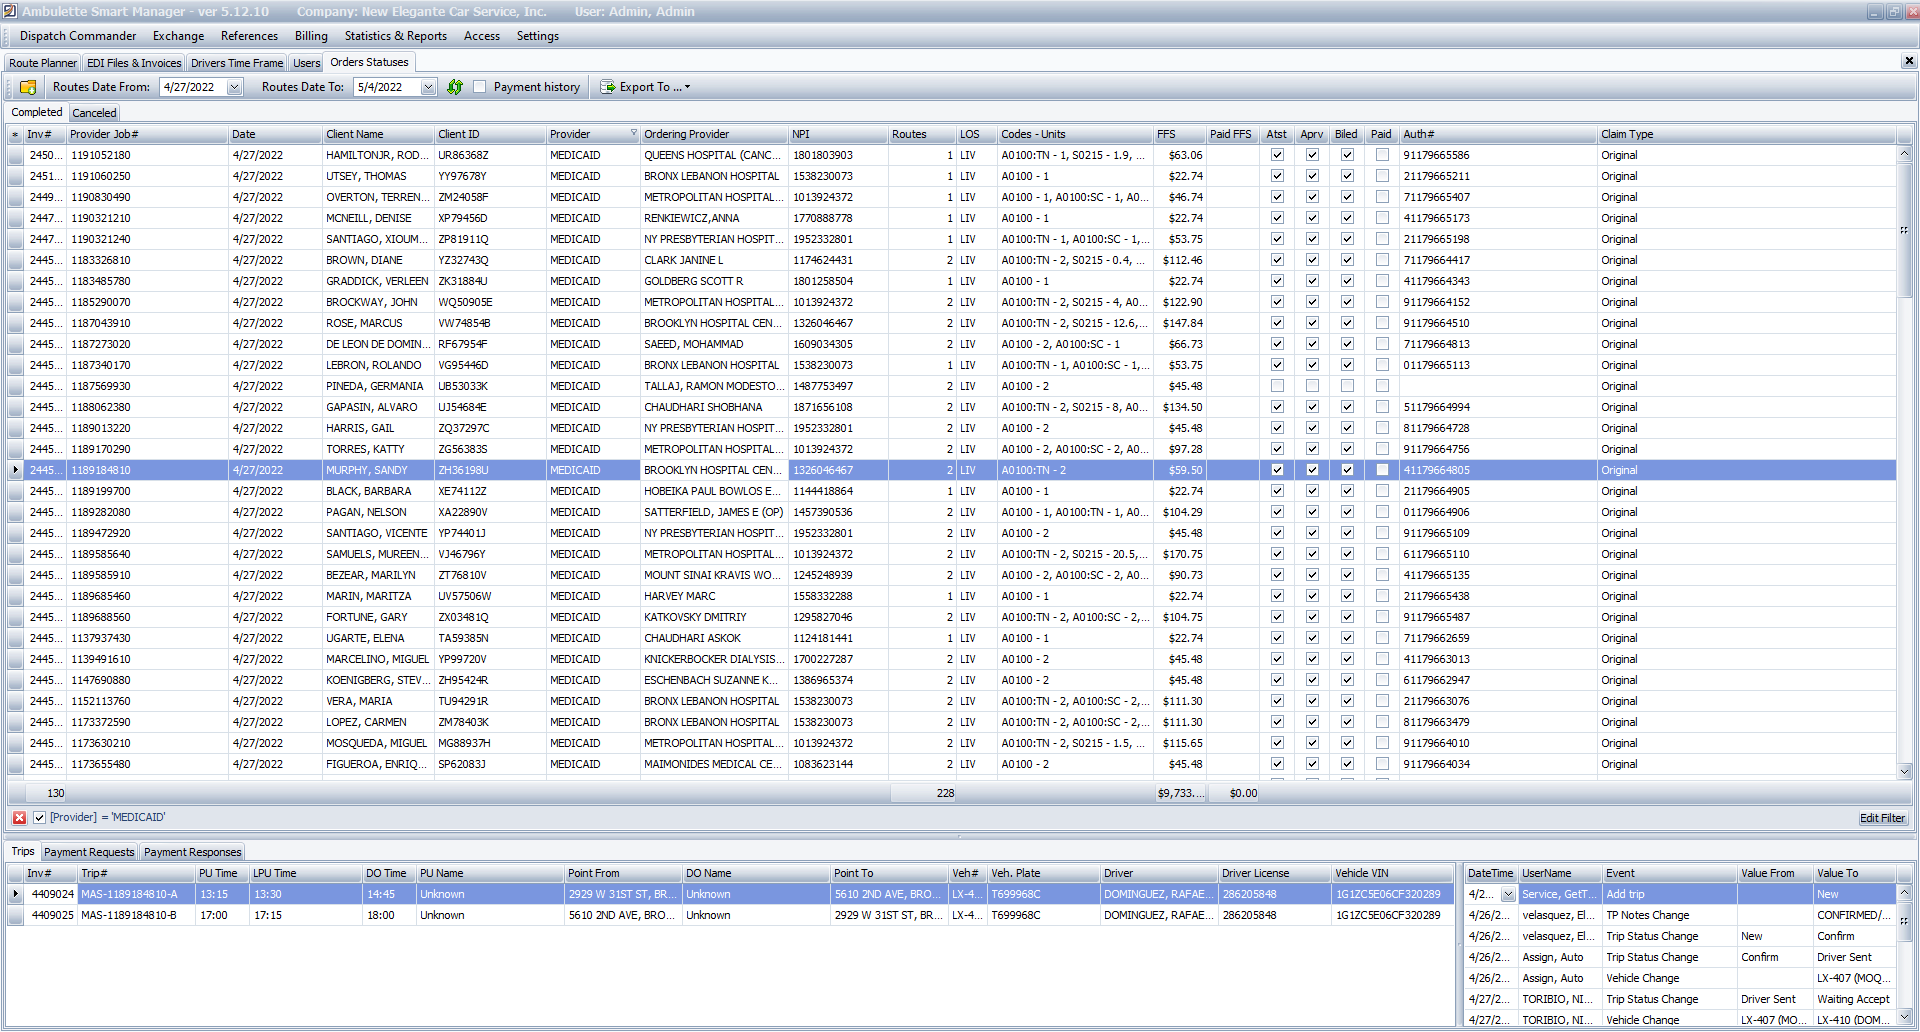 Ambulette Smart Manager - ver 5.12.10 Company: New Elegante Car Service, Inc. User: Admin, Admin
Dispatch Commander Exchange References Billing Statistics & Reports Access Settings
Route Planner EDI Files & Invoices Drivers Time Frame Users Orders Statuses
Routes Date From: 4/27/2022 Routes Date To: 5/4/2022 Payment history Export To ...
Completed Canceled
* Inv# Provider Job# Date Client Name Client ID Provider Ordering Provider NPI Routes LOS Codes - Units FFS Paid FFS Atst Aprv Biled Paid Auth# Claim Type
2450... 1191052180 4/27/2022 HAMILTONJR, ROD... UR86368Z MEDICAID QUEENS HOSPITAL (CANC... 1801803903 1 LIV A0100:TN - 1, S0215 - 1.9, ... $63.06 91179665586 Original
2451... 1191060250 4/27/2022 UTSEY, THOMAS YY97678Y MEDICAID BRONX LEBANON HOSPITAL 1538230073 1 LIV A0100 - 1 $22.74 21179665211 Original
2449... 1190830490 4/27/2022 OVERTON, TERREN... ZM24058F MEDICAID METROPOLITAN HOSPITAL... 1013924372 1 LIV A0100 - 1, A0100:SC - 1, A0... $46.74 71179665407 Original
2447... 1190321210 4/27/2022 MCNEILL, DENISE XP79456D MEDICAID RENKIEWICZ,ANNA 1770888778 1 LIV A0100 - 1 $22.74 41179665173 Original
2447... 1190321240 4/27/2022 SANTIAGO, XIOUM... ZP81911Q MEDICAID NY PRESBYTERIAN HOSPIT... 1952332801 1 LIV A0100:TN - 1, A0100:SC - 1,... $53.75 21179665198 Original
2445... 1183326810 4/27/2022 BROWN, DIANE YZ32743Q MEDICAID CLARK JANINE L 1174624431 2 LIV A0100:TN - 2, S0215 - 0.4, ... $112.46 71179664417 Original
2445... 1183485780 4/27/2022 GRADDICK, VERLEEN ZK31884U MEDICAID GOLDBERG SCOTT R 1801258504 1 LIV A0100 - 1 $22.74 41179664343 Original
2445... 1185290070 4/27/2022 BROCKWAY, JOHN WQ50905E MEDICAID METROPOLITAN HOSPITAL... 1013924372 2 LIV A0100:TN - 2, S0215 - 4, A0... $122.90 91179664152 Original
2445... 1187043910 4/27/2022 ROSE, MARCUS VW74854B MEDICAID BROOKLYN HOSPITAL CEN... 1326046467 2 LIV A0100:TN - 2, S0215 - 12.6,... $147.84 91179664510 Original
2445... 1187273020 4/27/2022 DE LEON DE DOMIN... RF67954F MEDICAID SAEED, MOHAMMAD 1609034305 2 LIV A0100 - 2, A0100:SC - 1 $66.73 71179664813 Original
2445... 1187340170 4/27/2022 LEBRON, ROLANDO VG95446D MEDICAID BRONX LEBANON HOSPITAL 1538230073 1 LIV A0100:TN - 1, A0100:SC - 1,... $53.75 01179665113 Original
2445... 1187569930 4/27/2022 PINEDA, GERMANIA UB53033K MEDICAID TALLAJ, RAMON MODESTO... 1487753497 2 LIV A0100 - 2 $45.48 Original
2445... 1188062380 4/27/2022 GAPASIN, ALVARO UJ54684E MEDICAID CHAUDHARI SHOBHANA 1871656108 2 LIV A0100:TN - 2, S0215 - 8, A0... $134.50 51179664994 Original
2445... 1189013220 4/27/2022 HARRIS, GAIL ZQ37297C MEDICAID NY PRESBYTERIAN HOSPIT... 1952332801 2 LIV A0100 - 2 $45.48 81179664728 Original
2445... 1189170290 4/27/2022 TORRES, KATTY ZG56383S MEDICAID METROPOLITAN HOSPITAL... 1013924372 2 LIV A0100 - 2, A0100:SC - 2, A0... $97.28 91179664756 Original
2445... 1189184810 4/27/2022 MURPHY, SANDY ZH36198U MEDICAID BROOKLYN HOSPITAL CEN... 1326046467 2 LIV A0100:TN - 2 $59.50 41179664805 Original
2445... 1189199700 4/27/2022 BLACK, BARBARA XE74112Z MEDICAID HOBEIKA PAUL BOWLOS E... 1144418864 1 LIV A0100 - 1 $22.74 21179664905 Original
2445... 1189282080 4/27/2022 PAGAN, NELSON XA22890V MEDICAID SATTERFIELD, JAMES E (OP) 1457390536 2 LIV A0100 - 1, A0100:TN - 1, A0... $104.29 01179664906 Original
2445... 1189472920 4/27/2022 SANTIAGO, VICENTE YP74401J MEDICAID NY PRESBYTERIAN HOSPIT... 1952332801 2 LIV A0100 - 2 $45.48 91179665109 Original
2445... 1189585640 4/27/2022 SAMUELS, MUREEN... VJ46796Y MEDICAID METROPOLITAN HOSPITAL... 1013924372 2 LIV A0100:TN - 2, S0215 - 20.5,... $170.75 61179665110 Original
2445... 1189585910 4/27/2022 BEZEAR, MARILYN ZT76810V MEDICAID MOUNT SINAI KRAVIS WO... 1245248939 2 LIV A0100 - 2, A0100:SC - 2, A0... $90.73 41179665135 Original
2445... 1189685460 4/27/2022 MARIN, MARITZA UV57506W MEDICAID HARVEY MARC 1558332288 1 LIV A0100 - 1 $22.74 21179665438 Original
2445... 1189688560 4/27/2022 FORTUNE, GARY ZX03481Q MEDICAID KATKOVSKY DMITRIY 1295827046 2 LIV A0100:TN - 2, A0100:SC - 2,... $104.75 91179665487 Original
2445... 1137937430 4/27/2022 UGARTE, ELENA TA59385N MEDICAID CHAUDHARI ASKOK 1124181441 1 LIV A0100 - 1 $22.74 71179662659 Original
2445... 1139491610 4/27/2022 MARCELINO, MIGUEL YP99720V MEDICAID KNICKERBOCKER DIALYSIS... 1700227287 2 LIV A0100 - 2 $45.48 41179663013 Original
2445... 1147690880 4/27/2022 KOENIGBERG, STEV... ZH95424R MEDICAID ESCHENBACH SUZANNE K... 1386965374 2 LIV A0100 - 2 $45.48 61179662947 Original
2445... 1152113760 4/27/2022 VERA, MARIA TU94291R MEDICAID BRONX LEBANON HOSPITAL 1538230073 2 LIV A0100:TN - 2, A0100:SC - 2,... $111.30 21179663076 Original
2445... 1173372590 4/27/2022 LOPEZ, CARMEN ZM78403K MEDICAID BRONX LEBANON HOSPITAL 1538230073 2 LIV A0100:TN - 2, A0100:SC - 2,... $111.30 81179663479 Original
2445... 1173630210 4/27/2022 MOSQUEDA, MIGUEL MG88937H MEDICAID METROPOLITAN HOSPITAL... 1013924372 2 LIV A0100:TN - 2, S0215 - 1.5, ... $115.65 91179664010 Original
2445... 1173655480 4/27/2022 FIGUEROA, ENRIQ... SP62083J MEDICAID MAIMONIDES MEDICAL CE... 1083623144 2 LIV A0100 - 2 $45.48 91179664034 Original
130 228 $9,733.... $0.00
[Provider] = 'MEDICAID' Edit Filter
Trips Payment Requests Payment Responses
Inv# Trip# PU Time LPU Time DO Time PU Name Point From DO Name Point To Veh# Veh. Plate Driver Driver License Vehicle VIN DateTime UserName Event Value From Value To
4409024 MAS-1189184810-A 13:15 13:30 14:45 Unknown 2929 W 31ST ST, BR... Unknown 5610 2ND AVE, BRO... LX-4... T699968C DOMINGUEZ, RAFAE... 286205848 1G1ZC5E06CF320289 4/2... Service, GetT... Add trip New
4409025 MAS-1189184810-B 17:00 17:15 18:00 Unknown 5610 2ND AVE, BRO... Unknown 2929 W 31ST ST, BR... LX-4... T699968C DOMINGUEZ, RAFAE... 286205848 1G1ZC5E06CF320289 4/26/2... velasquez, El... TP Notes Change CONFIRMED/...
4/26/2... velasquez, El... Trip Status Change New Confirm
4/26/2... Assign, Auto Trip Status Change Confirm Driver Sent
4/26/2... Assign, Auto Vehicle Change LX-407 (MOQ...
4/27/2... TORIBIO, NI... Trip Status Change Driver Sent Waiting Accept
4/27/2... TORIBIO, NI... Vehicle Change LX-407 (MO... LX-410 (DOM...